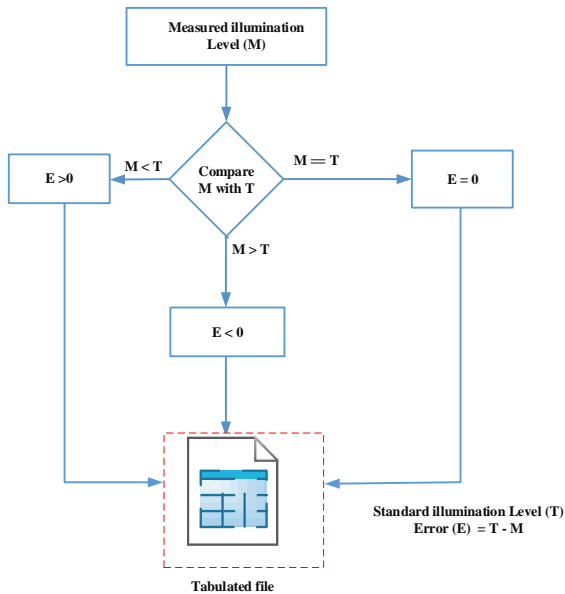 Measured illumination
Level (M)
M < T
Compare
M with T
M == T
E >0
E = 0
M > T
E < 0
Standard illumination Level (T)
Error (E) = T - M
Tabulated file